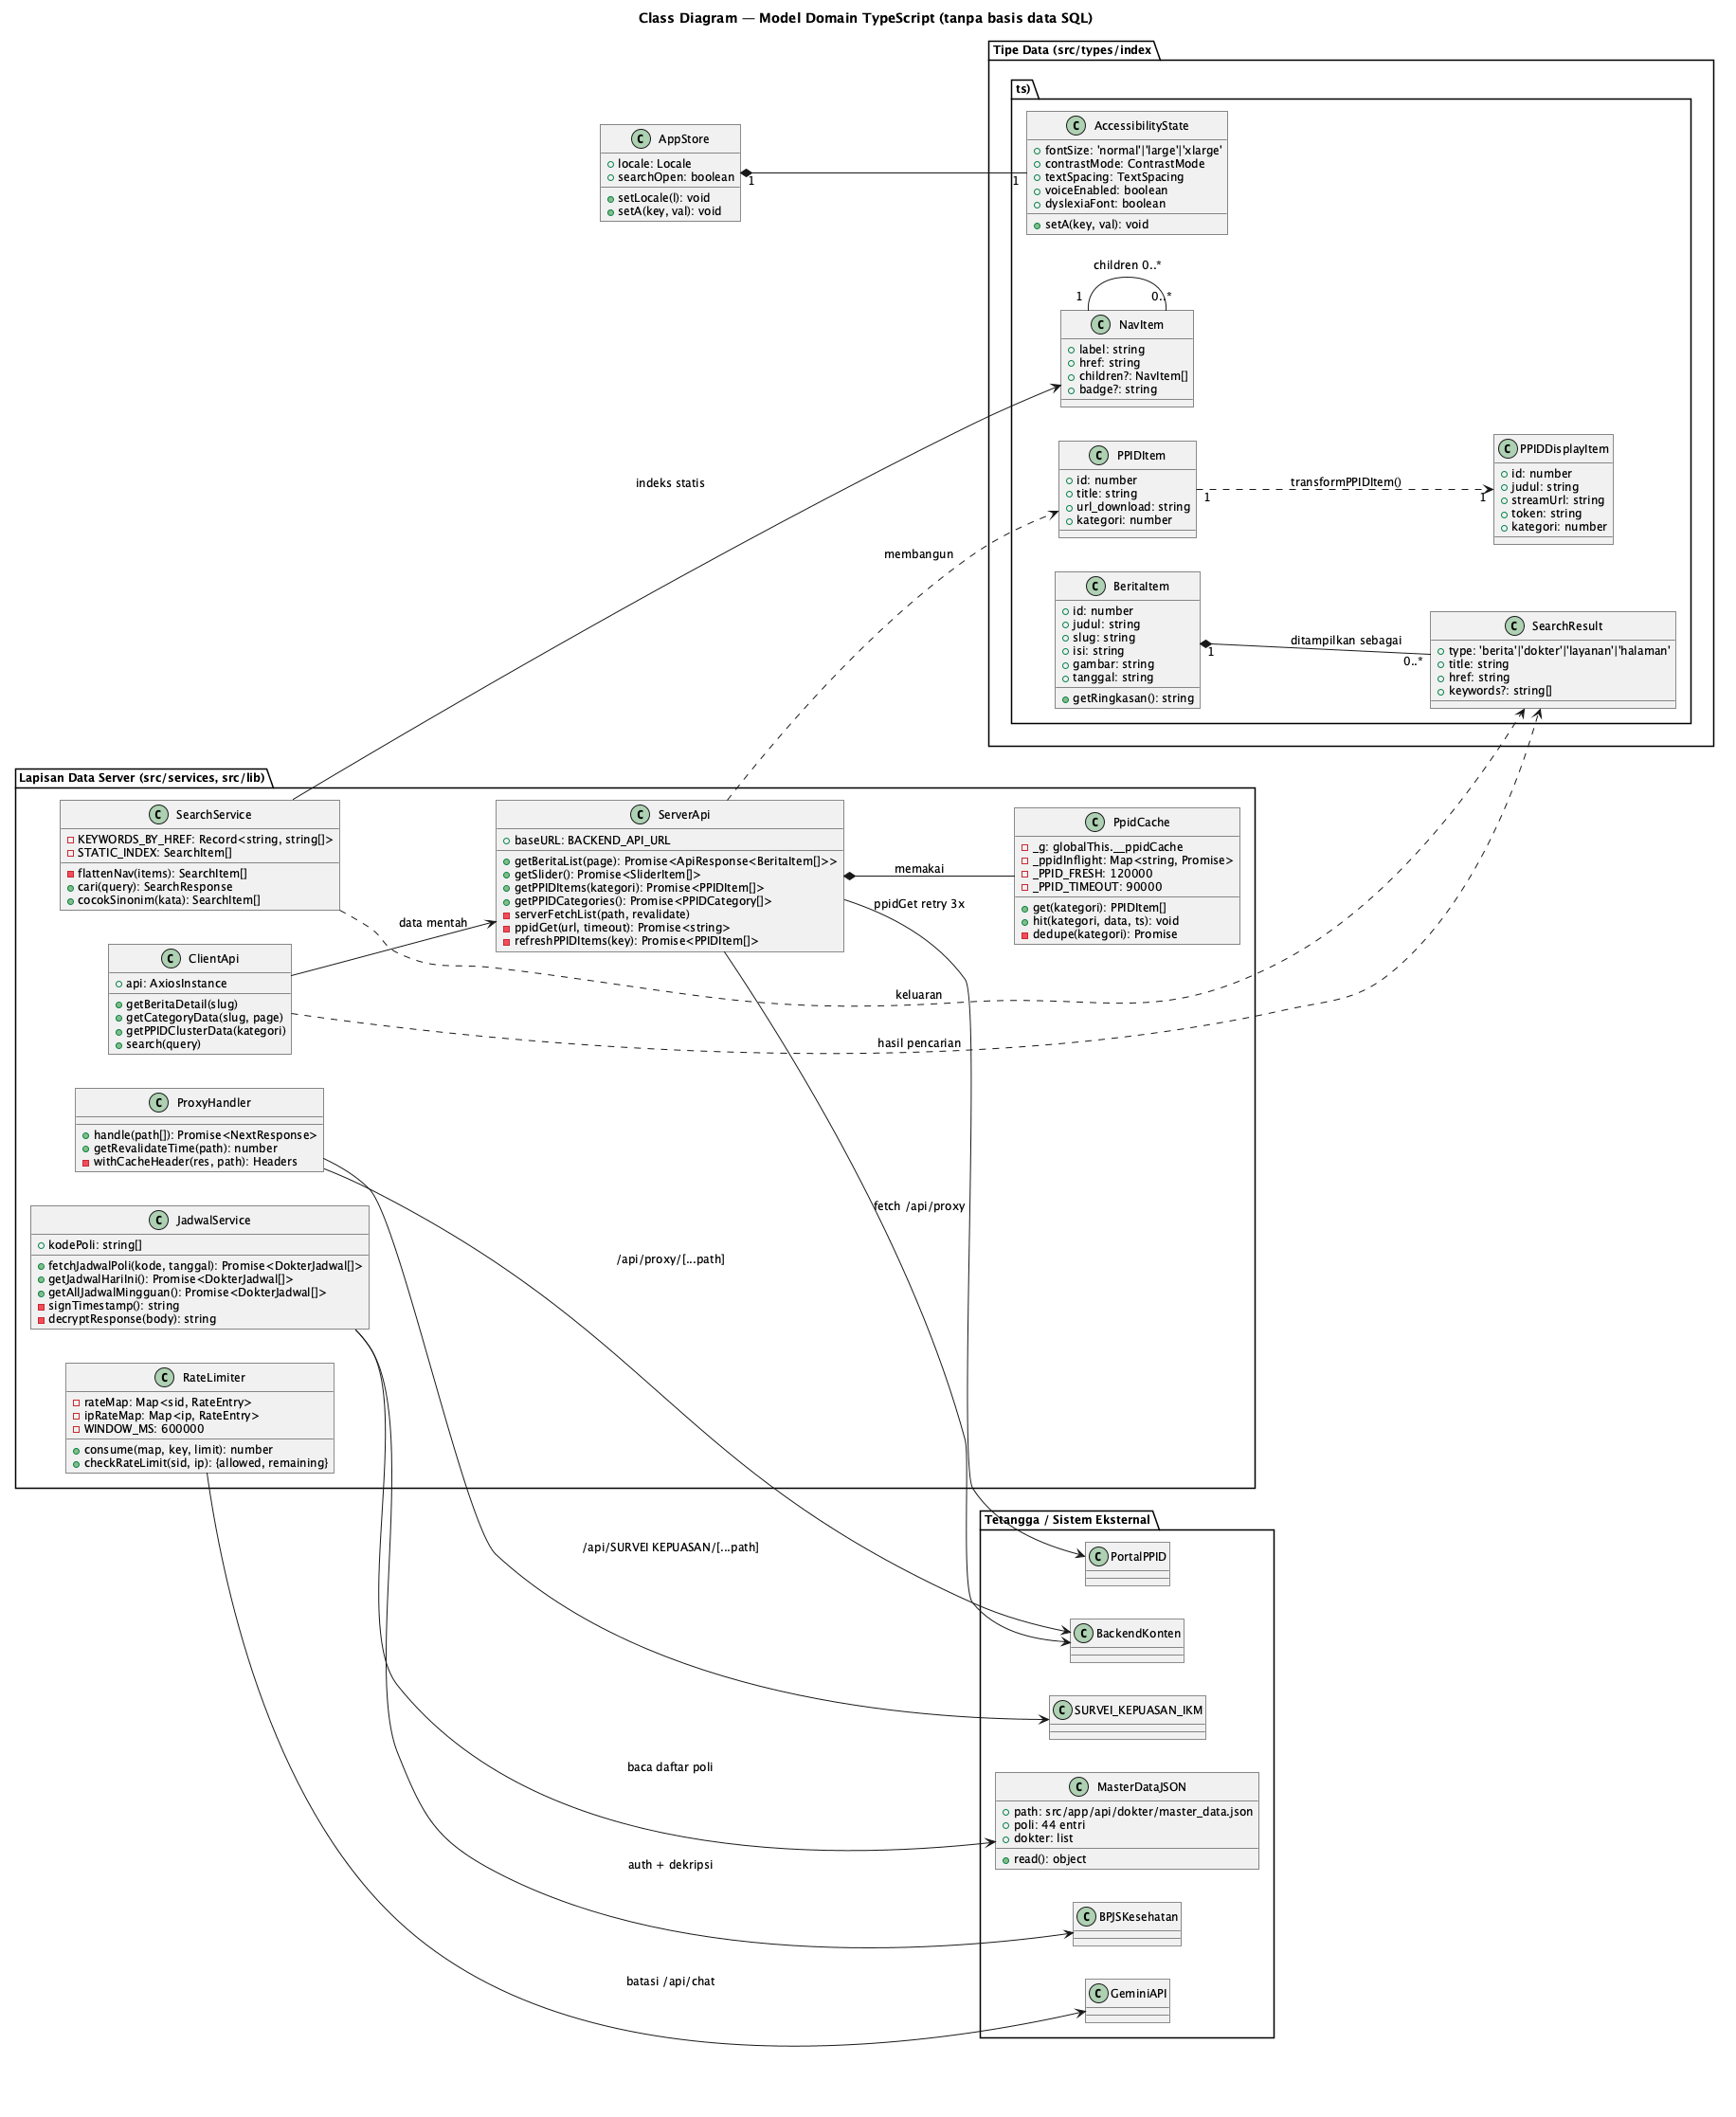 Class Diagram — Model Domain TypeScript (tanpa basis data SQL)
Tipe Data (src/types/index
ts)
AppStore
locale: Locale
searchOpen: boolean
setLocale(l): void
setA(key, val): void
1
1
AccessibilityState
fontSize: 'normal'|'large'|'xlarge'
contrastMode: ContrastMode
textSpacing: TextSpacing
voiceEnabled: boolean
dyslexiaFont: boolean
setA(key, val): void
children 0..*
1
0..*
NavItem
label: string
href: string
children?: NavItem[]
badge?: string
indeks statis
PPIDItem
id: number
title: string
url_download: string
kategori: number
transformPPIDItem()
1
1
PPIDDisplayItem
id: number
judul: string
streamUrl: string
token: string
kategori: number
membangun
BeritaItem
id: number
judul: string
slug: string
isi: string
gambar: string
tanggal: string
getRingkasan(): string
ditampilkan sebagai
1
0..*
SearchResult
type: 'berita'|'dokter'|'layanan'|'halaman'
title: string
href: string
keywords?: string[]
Lapisan Data Server (src/services, src/lib)
SearchService
KEYWORDS_BY_HREF: Record<string, string[]>
STATIC_INDEX: SearchItem[]
flattenNav(items): SearchItem[]
cari(query): SearchResponse
cocokSinonim(kata): SearchItem[]
ServerApi
baseURL: BACKEND_API_URL
getBeritaList(page): Promise<ApiResponse<BeritaItem[]>>
getSlider(): Promise<SliderItem[]>
getPPIDItems(kategori): Promise<PPIDItem[]>
getPPIDCategories(): Promise<PPIDCategory[]>
serverFetchList(path, revalidate)
ppidGet(url, timeout): Promise<string>
refreshPPIDItems(key): Promise<PPIDItem[]>
memakai
ppidGet retry 3x
PpidCache
_g: globalThis.__ppidCache
_ppidInflight: Map<string, Promise>
_PPID_FRESH: 120000
_PPID_TIMEOUT: 90000
get(kategori): PPIDItem[]
hit(kategori, data, ts): void
dedupe(kategori): Promise
data mentah
ClientApi
api: AxiosInstance
getBeritaDetail(slug)
getCategoryData(slug, page)
getPPIDClusterData(kategori)
search(query)
keluaran
hasil pencarian
ProxyHandler
handle(path[]): Promise<NextResponse>
getRevalidateTime(path): number
withCacheHeader(res, path): Headers
fetch /api/proxy
/api/proxy/[...path]
JadwalService
kodePoli: string[]
fetchJadwalPoli(kode, tanggal): Promise<DokterJadwal[]>
getJadwalHariIni(): Promise<DokterJadwal[]>
getAllJadwalMingguan(): Promise<DokterJadwal[]>
signTimestamp(): string
decryptResponse(body): string
RateLimiter
rateMap: Map<sid, RateEntry>
ipRateMap: Map<ip, RateEntry>
WINDOW_MS: 600000
consume(map, key, limit): number
checkRateLimit(sid, ip): {allowed, remaining}
Tetangga / Sistem Eksternal
/api/SURVEI KEPUASAN/[...path]
PortalPPID
BackendKonten
SURVEI_KEPUASAN_IKM
baca daftar poli
MasterDataJSON
path: src/app/api/dokter/master_data.json
poli: 44 entri
dokter: list
read(): object
auth + dekripsi
BPJSKesehatan
batasi /api/chat
GeminiAPI